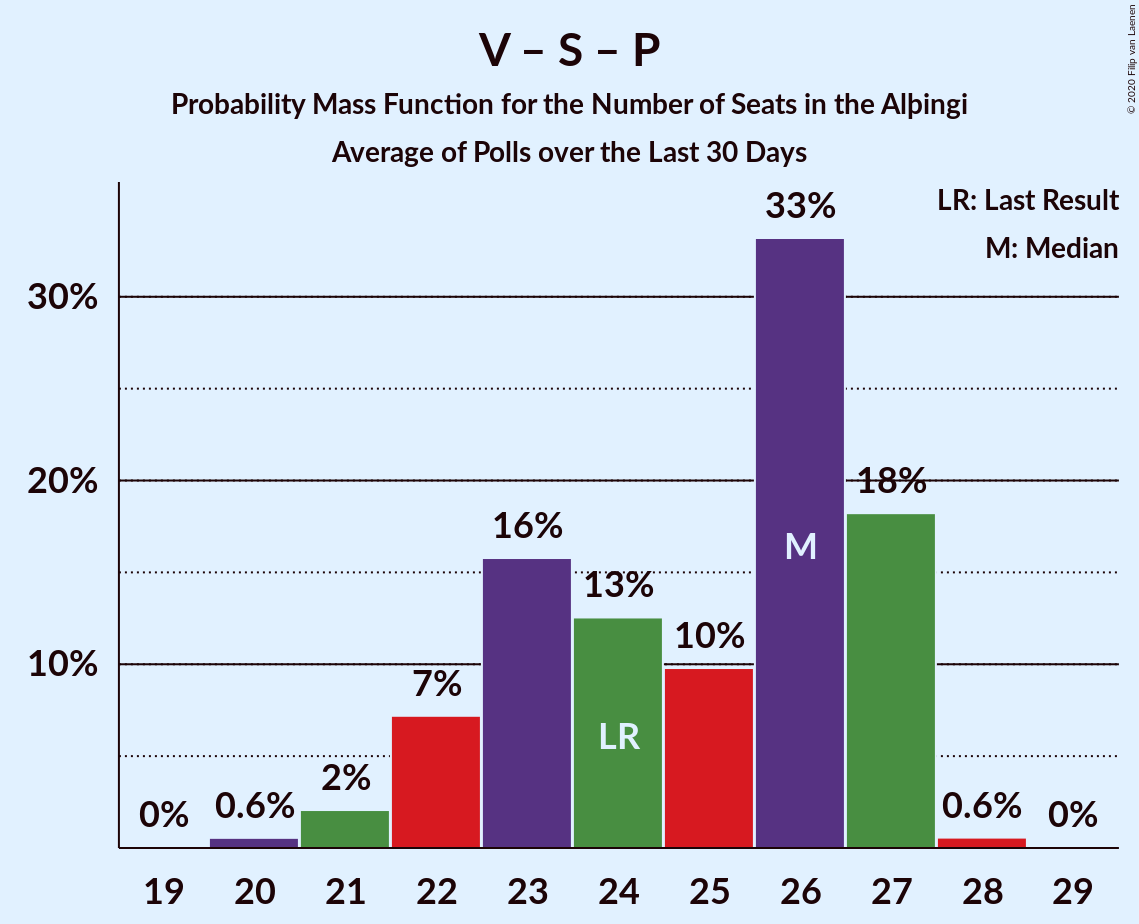 V – S – P
Probability Mass Function for the Number of Seats in the Alþingi
Average of Polls over the Last 30 Days
© 2020 Filip van Laenen
LR: Last Result
M: Median
30%
20%
10%
0%
0.6%
2%
7%
16%
13%
10%
33%
18%
0.6%
0%
LR
M
19 20 21 22 23 24 25 26 27 28 29